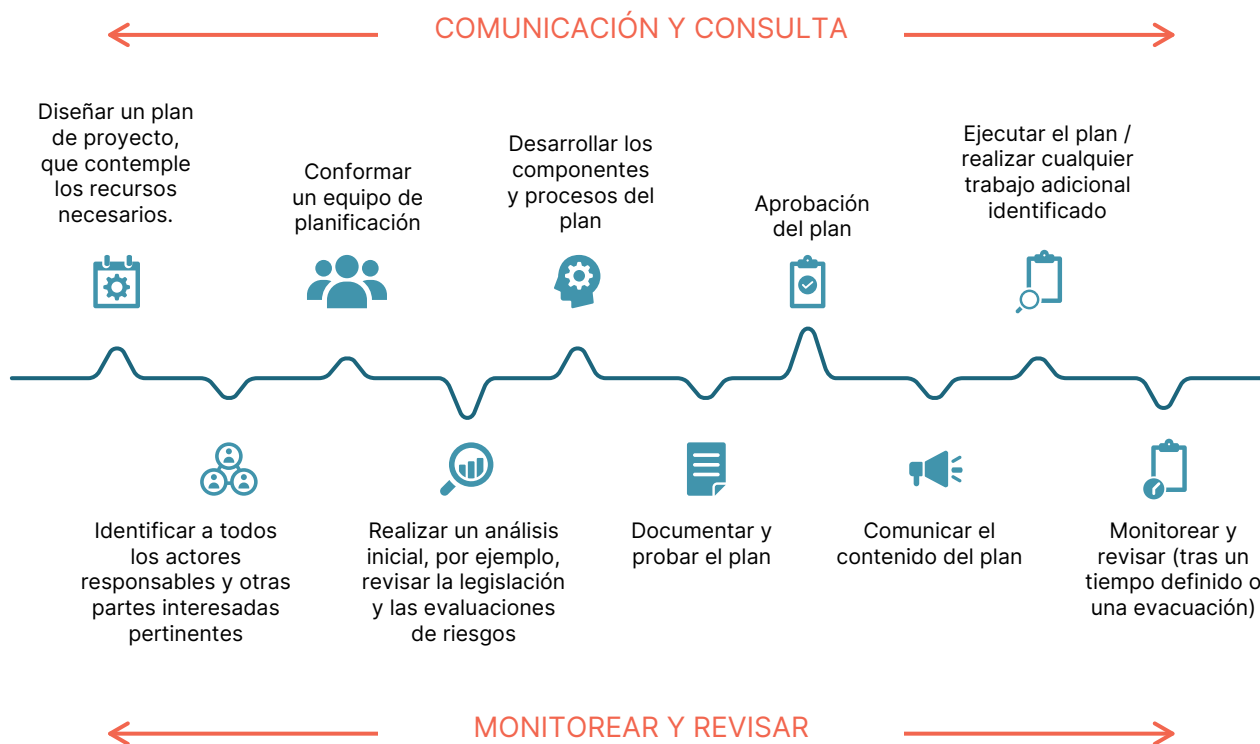 COMUNICACIÓN Y CONSULTA
Diseñar un plan
de proyecto,
que contemple
los recursos
necesarios.
Conformar
un equipo de
planificación
Desarrollar los
componentes
y procesos del
plan
Aprobación
del plan
Ejecutar el plan /
realizar cualquier
trabajo adicional
identificado
Identificar a todos
los actores
responsables y otras
partes interesadas
pertinentes
Realizar un análisis
inicial, por ejemplo,
revisar la legislación
y las evaluaciones
de riesgos
Documentar y
probar el plan
Comunicar el
contenido del plan
Monitorear y
revisar (tras un
tiempo definido o
una evacuación)
MONITOREAR Y REVISAR